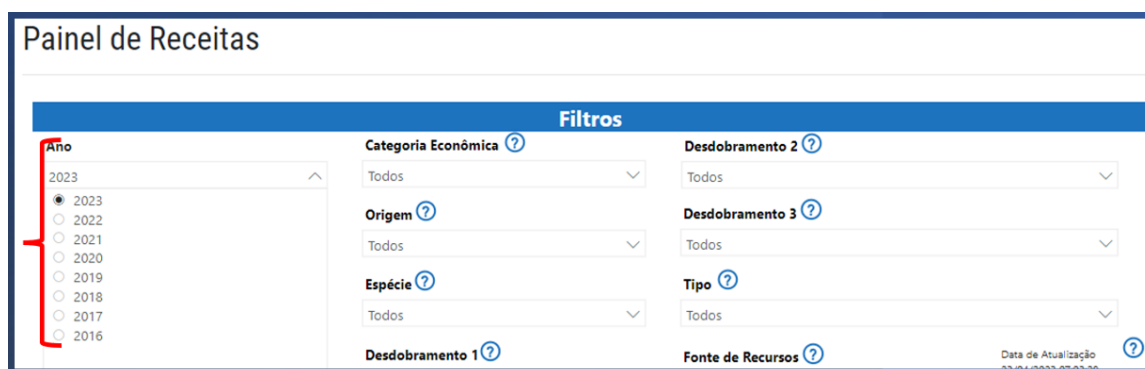 Painel de Receitas
Filtros
Ano
2023
2023
2022
2021
2020
2019
2018
2017
2016
Categoria Econômica ?
Todos
Origem ?
Todos
Espécie ?
Todos
Desdobramento 1 ?
Desdobramento 2 ?
Todos
Desdobramento 3 ?
Todos
Tipo ?
Todos
Fonte de Recursos ?
Data de Atualização ?